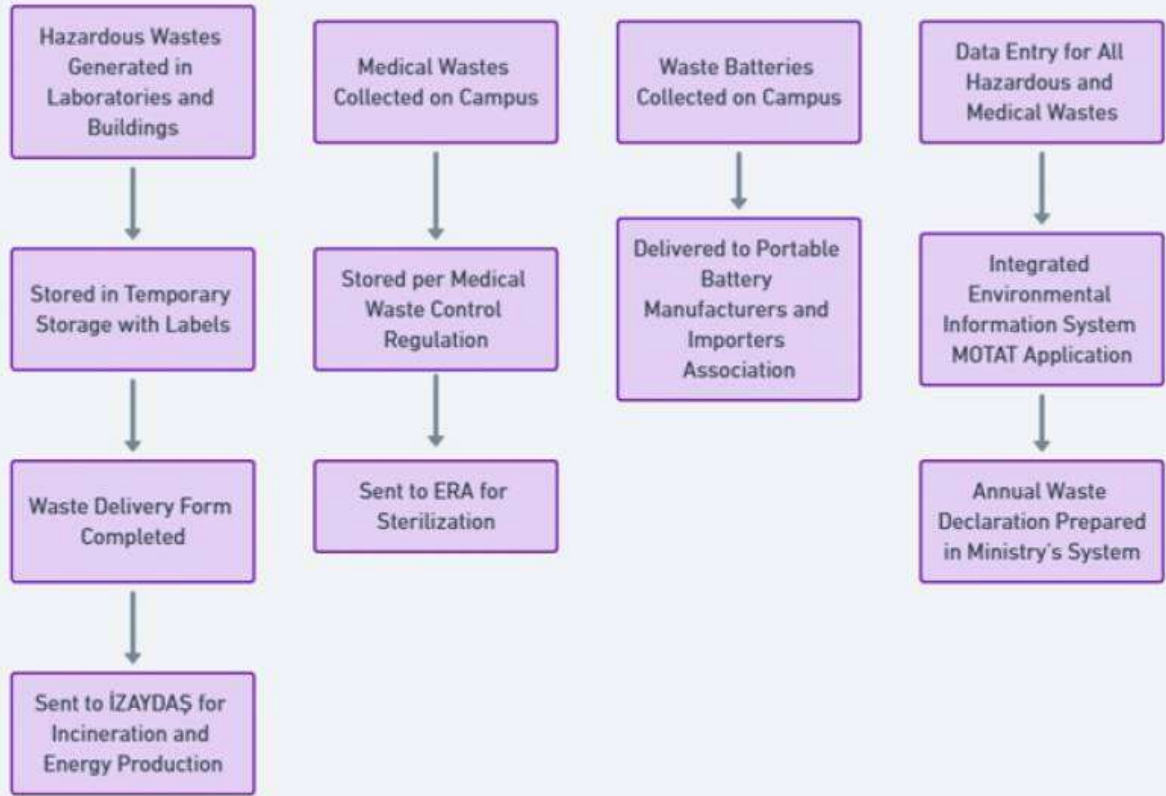 Hazardous Wastes
Generated in
Laboratories and
Buildings
Stored in Temporary
Storage with Labels
Waste Delivery Form
Completed
Sent to İZAYDAŞ for
Incineration and
Energy Production
Medical Wastes
Collected on Campus
Stored per Medical
Waste Control
Regulation
Sent to ERA for
Sterilization
Waste Batteries
Collected on Campus
Delivered to Portable
Battery
Manufacturers and
Importers
Association
Data Entry for All
Hazardous and
Medical Wastes
Integrated
Environmental
Information System
MOTAT Application
Annual Waste
Declaration Prepared
in Ministry's System